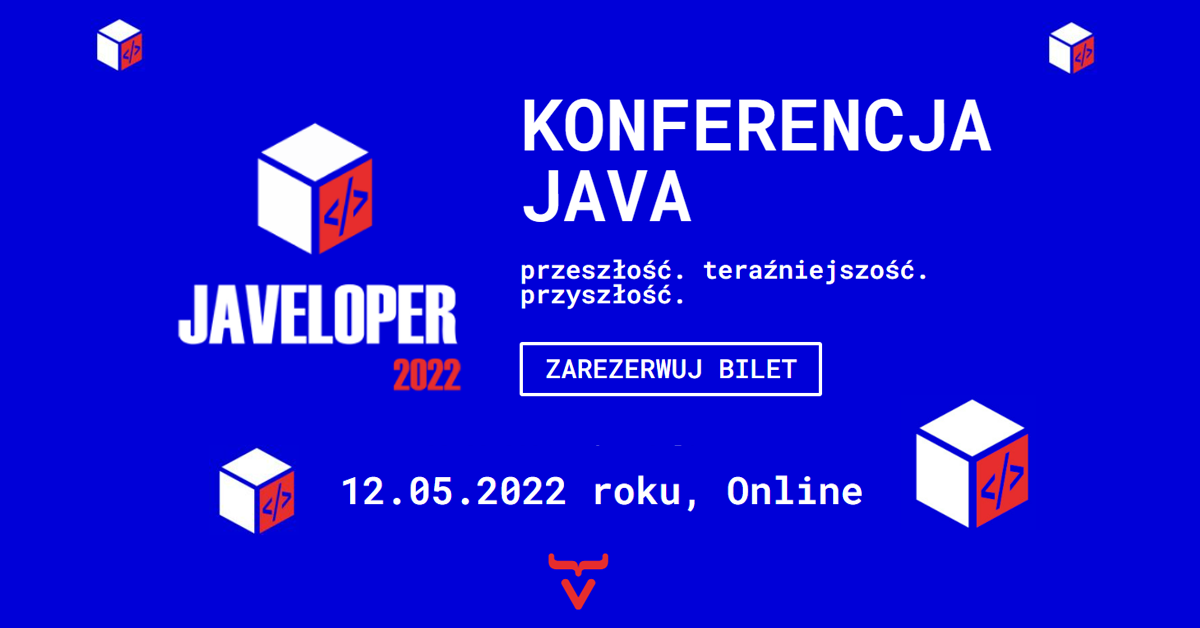 KONFERENCJA
JAVA
przeszłość. teraźniejszość.
przyszłość.
ZAREZERWUJ BILET
JAVELOPER
2022
12.05.2022 roku, Online